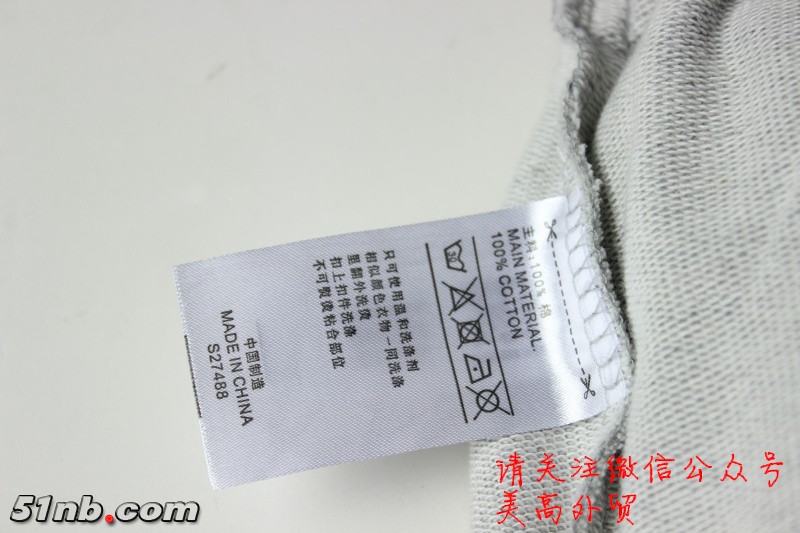 主料:100% 棉
MAIN MATERIAL.
100% COTTON
只可使用温和洗涤剂
相似颜色衣物一同洗涤
里翻外洗烫
扣上扣件洗涤
不可熨烫粘合部位
中国制造
MADE IN CHINA
S27488
请关注微信公众号
美高外贸
51nb.com